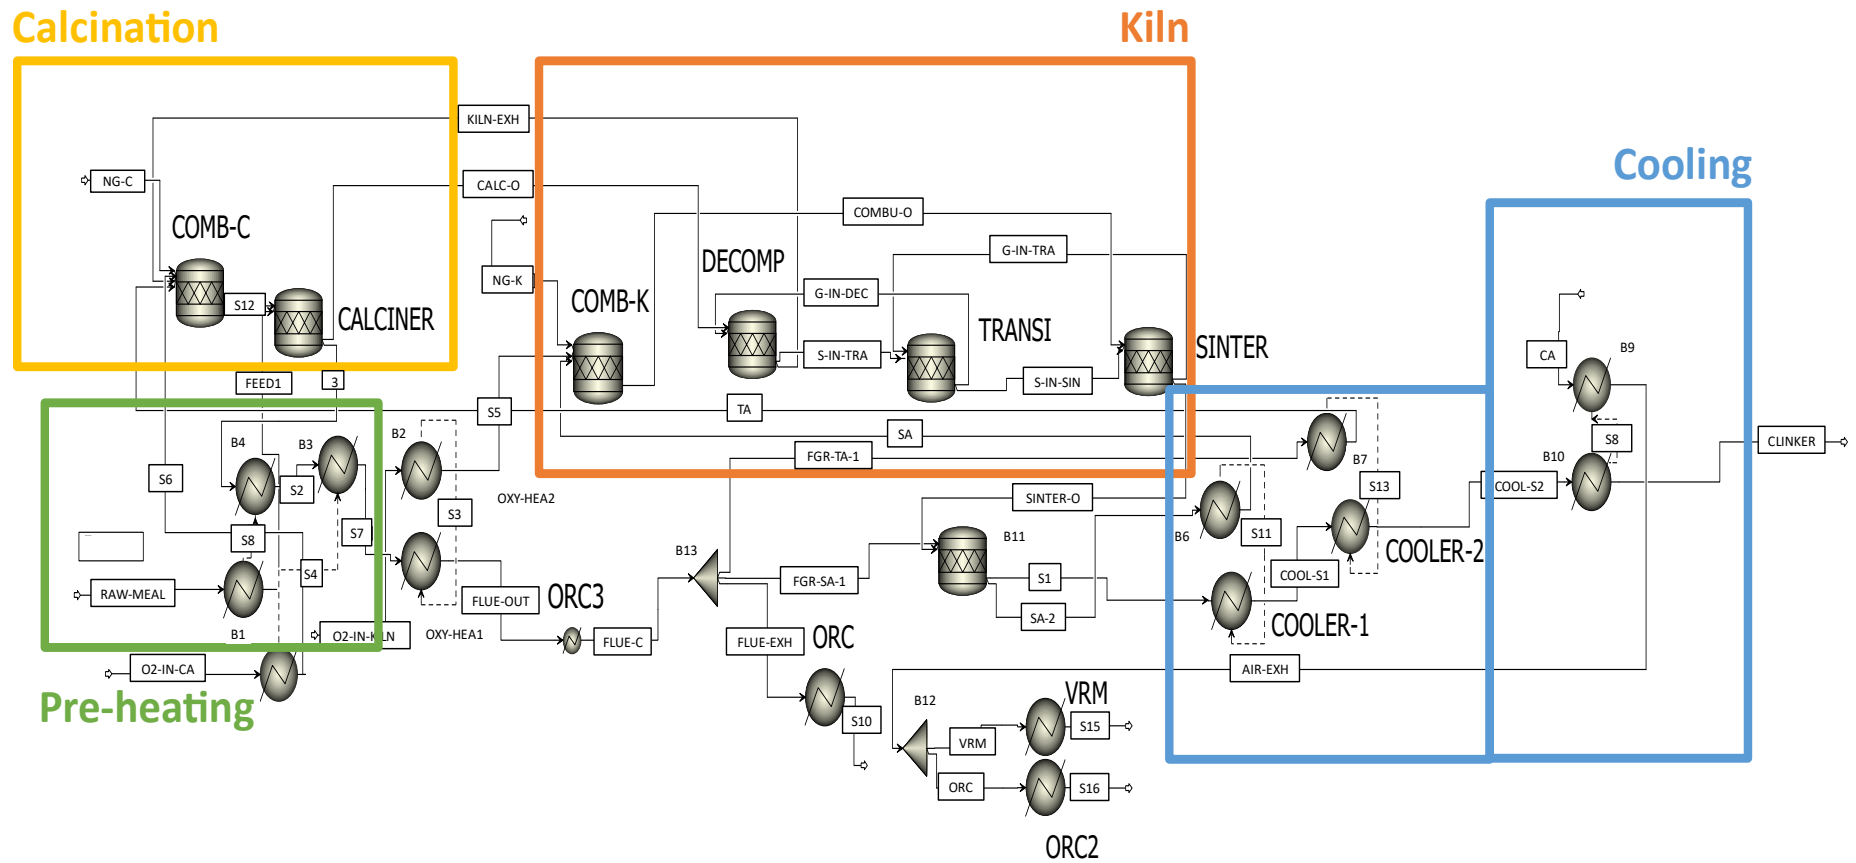 Calcination
Kiln
Cooling
KILN-EXH
NG-C
CALC-O
COMB-C
COMBU-O
DECOMP
G-IN-TRA
NG-K
COMB-K
G-IN-DEC
S12
CALCINER
TRANSI
SINTER
S-IN-TRA
CA
B9
FEED1
3
S-IN-SIN
S5
TA
SA
B4
B3
B2
FGR-TA-1
B7
S8
CLINKER
B10
S6
S2
OXY-HEA2
SINTER-O
S13
COOL-S2
S3
S7
S8
B6
S11
B11
COOLER-2
B13
S4
FGR-SA-1
S1
COOL-S1
RAW-MEAL
FLUE-OUT
ORC3
SA-2
COOLER-1
B1
O2-IN-KILN
OXY-HEA1
FLUE-C
FLUE-EXH
ORC
O2-IN-CA
AIR-EXH
Pre-heating
VRM
B12
S10
VRM
S15
ORC
S16
ORC2